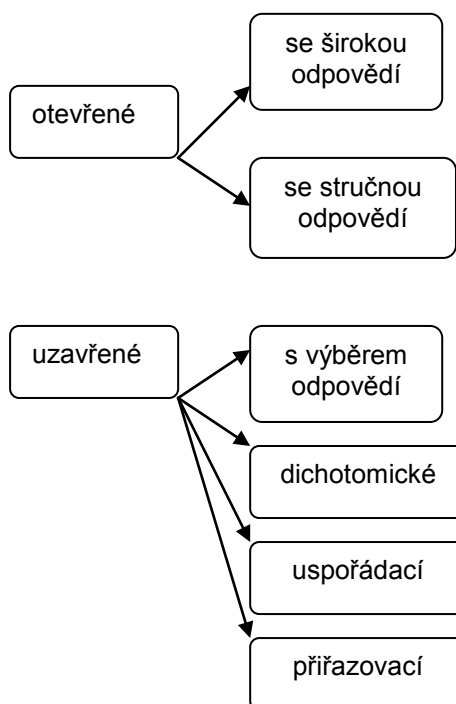 otevřené
se širokou
odpovědí
se stručnou
odpovědí
uzavřené
s výběrem
odpovědí
dichotomické
uspořádací
přiřazovací